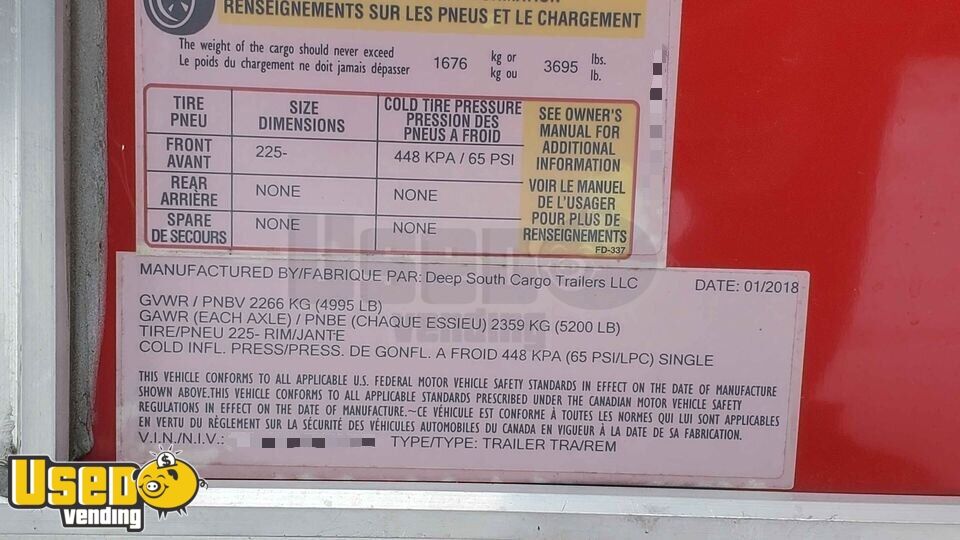 RENSEIGNEMENTS SUR LES PNEUS ET LE CHARGEMENT
The weight of the cargo should never exceed
Le poids du chargement ne doit jamais dépasser
1676 kg or kg ou 3695 lbs. lb.
TIRE PNEU
SIZE DIMENSIONS
COLD TIRE PRESSURE
PRESSION DES
PNEUS A FROID
FRONT AVANT
225-
448 KPA / 65 PSI
REAR ARRIÈRE
NONE
NONE
SPARE DE SECOURS
NONE
NONE
SEE OWNER'S
MANUAL FOR
ADDITIONAL
INFORMATION
VOIR LE MANUEL
DE L'USAGER
POUR PLUS DE
RENSEIGNEMENTS
FD-337
MANUFACTURED BY/FABRIQUE PAR: Deep South Cargo Trailers LLC DATE: 01/2018
GVWR / PNBV 2266 KG (4995 LB)
GAWR (EACH AXLE) / PNBE (CHAQUE ESSIEU) 2359 KG (5200 LB)
TIRE/PNEU 225- RIM/JANTE
COLD INFL. PRESS/PRESS. DE GONFL. A FROID 448 KPA (65 PSI/LPC) SINGLE
THIS VEHICLE CONFORMS TO ALL APPLICABLE U.S. FEDERAL MOTOR VEHICLE SAFETY STANDARDS IN EFFECT ON THE DATE OF MANUFACTURE
SHOWN ABOVE.THIS VEHICLE CONFORMS TO ALL APPLICABLE STANDARDS PRESCRIBED UNDER THE CANADIAN MOTOR VEHICLE SAFETY
REGULATIONS IN EFFECT ON THE DATE OF MANUFACTURE.~CE VÉHICULE EST CONFORME À TOUTES LES NORMES QUI LUI SONT APPLICABLES
EN VERTU DU RÈGLEMENT SUR LA SÉCURITÉ DES VÉHICULES AUTOMOBILES DU CANADA EN VIGUEUR À LA DATE DE SA FABRICATION.
V.I.N./N.I.V.: TYPE/TYPE: TRAILER TRA/REM
USED
vending